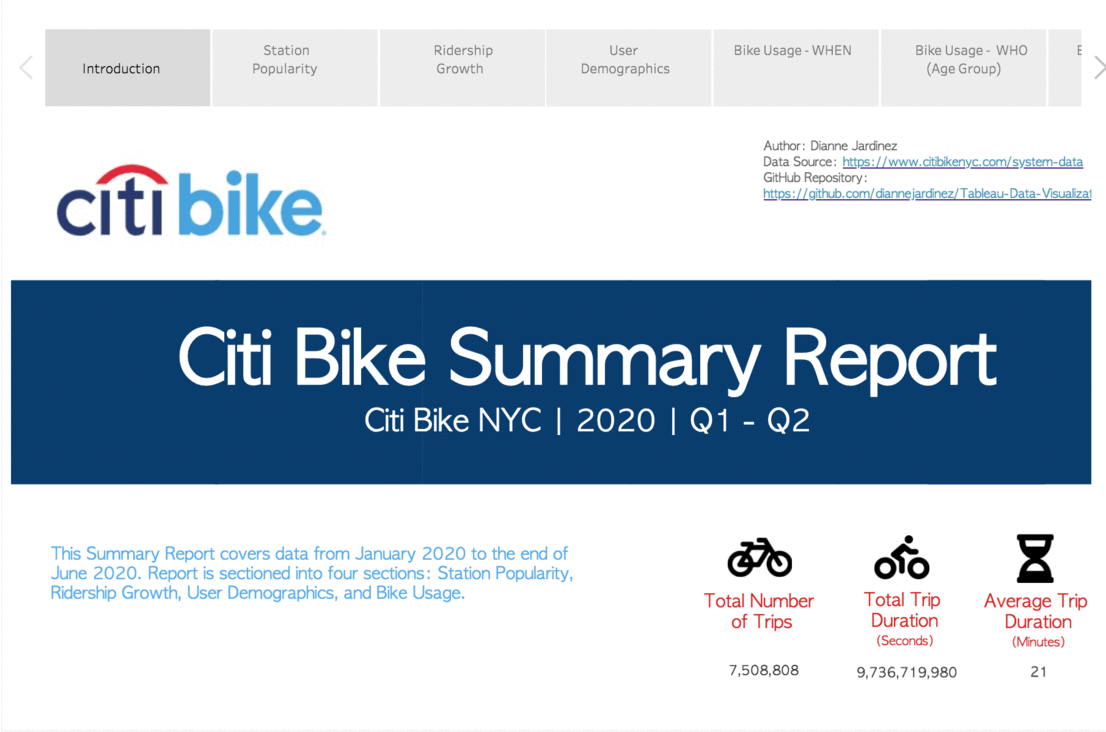 Introduction
Station
Popularity
Ridership
Growth
User
Demographics
Bike Usage - WHEN
Bike Usage - WHO
(Age Group)
Author: Dianne Jardinez
Data Source: https://www.citibikenyc.com/system-data
GitHub Repository:
https://github.com/diannejardinez/Tableau-Data-Visualizat
citi bike
Citi Bike Summary Report
Citi Bike NYC | 2020 | Q1 - Q2
This Summary Report covers data from January 2020 to the end of
June 2020. Report is sectioned into four sections: Station Popularity,
Ridership Growth, User Demographics, and Bike Usage.
Total Number
of Trips
7,508,808
Total Trip
Duration
(Seconds)
9,736,719,980
Average Trip
Duration
(Minutes)
21